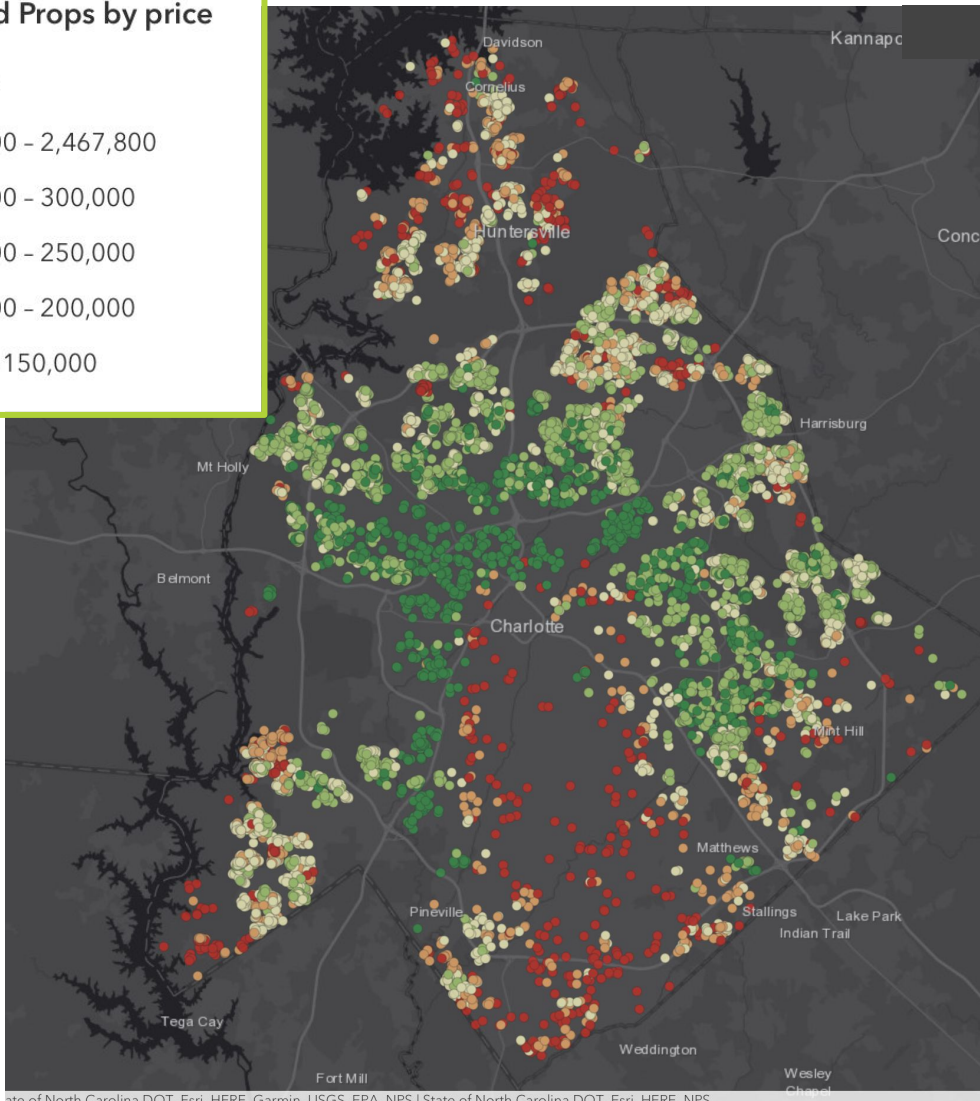 d Props by price
00 – 2,467,800
00 – 300,000
00 – 250,000
00 – 200,000
150,000
Davidson
Kannapo
Cornelius
Huntersville
Conc
Harrisburg
Mt Holly
Belmont
Charlotte
Mint Hill
Matthews
Pineville
Stallings
Lake Park
Indian Trail
Tega Cay
Weddington
Fort Mill
Wesley
Chapel
ate of North Carolina DOT, Esri, HERE, Garmin, USGS, EPA, NPS | State of North Carolina DOT, Esri, HERE, NPS